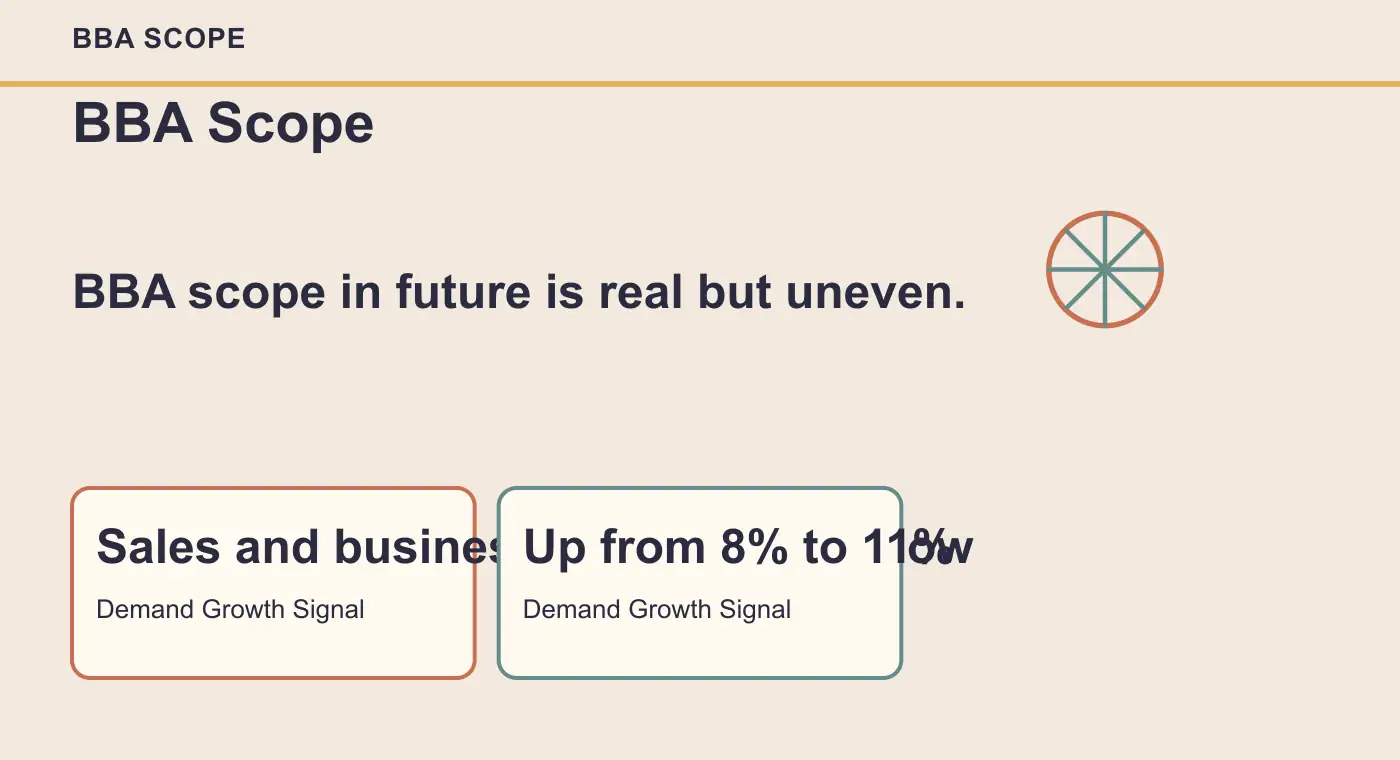 BBA SCOPE
BBA Scope
BBA scope in future is real but uneven.
Sales and busines
Up from 8% to 11%
Demand Growth Signal
Demand Growth Signal